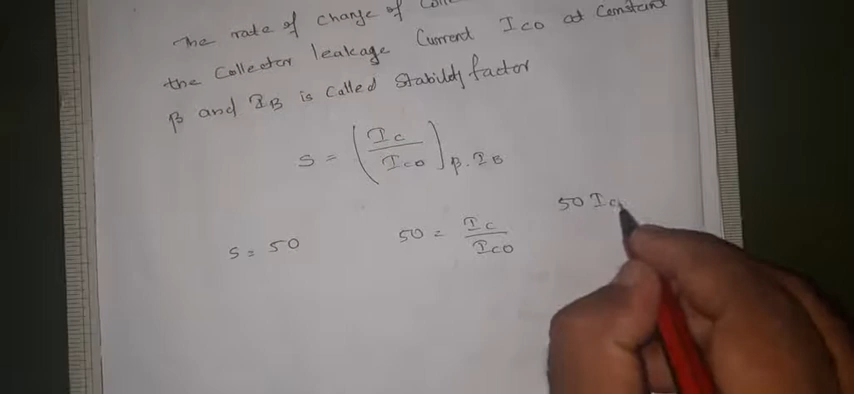 The rate of change of
the Collector leakage Current ICO at Constant
β and IB is called Stability factor
S = (IC / ICO) β. IB
S = 50 50 = IC / ICO 50 IC